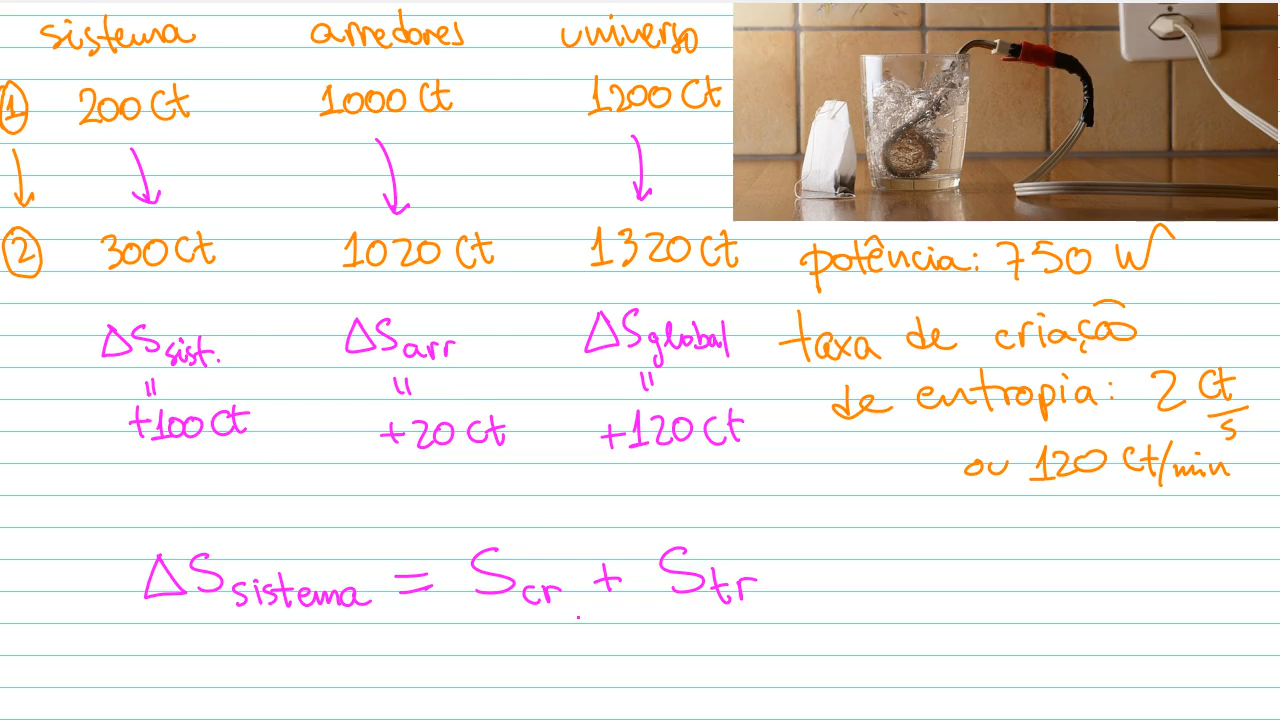 sistema arredores universo
① 200 Ct 1000 Ct 1200 Ct
② 300 Ct 1020 Ct 1320 Ct
potência: 750 W
ΔSsist. ΔSarr ΔSglobal
= = =
+100 Ct +20 Ct +120 Ct
taxa de criação
de entropia: 2 Ct/s
ou 120 Ct/min
ΔSsistema = Scr + Str